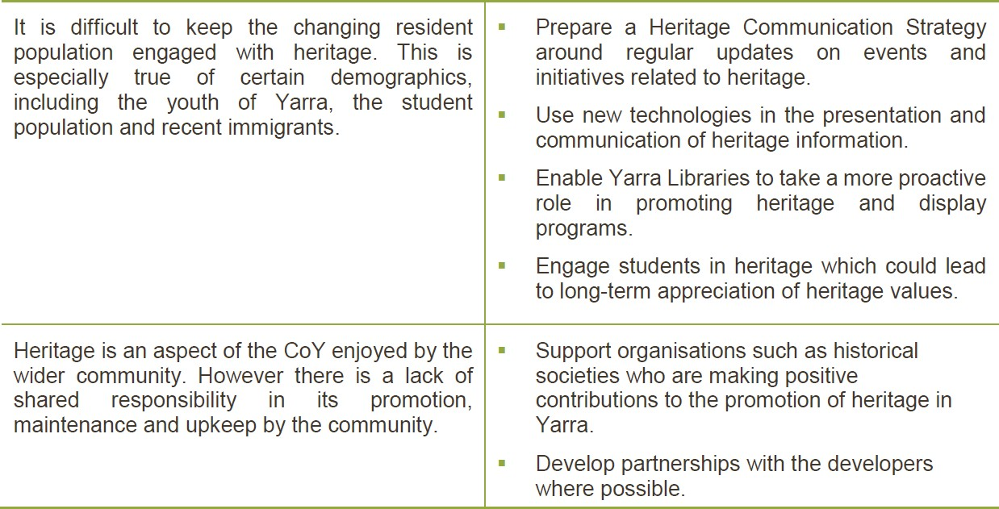 It is difficult to keep the changing resident
population engaged with heritage. This is
especially true of certain demographics,
including the youth of Yarra, the student
population and recent immigrants.
▪ Prepare a Heritage Communication Strategy
around regular updates on events and
initiatives related to heritage.
▪ Use new technologies in the presentation and
communication of heritage information.
▪ Enable Yarra Libraries to take a more proactive
role in promoting heritage and display
programs.
▪ Engage students in heritage which could lead
to long-term appreciation of heritage values.
Heritage is an aspect of the CoY enjoyed by the
wider community. However there is a lack of
shared responsibility in its promotion,
maintenance and upkeep by the community.
▪ Support organisations such as historical
societies who are making positive
contributions to the promotion of heritage in
Yarra.
▪ Develop partnerships with the developers
where possible.